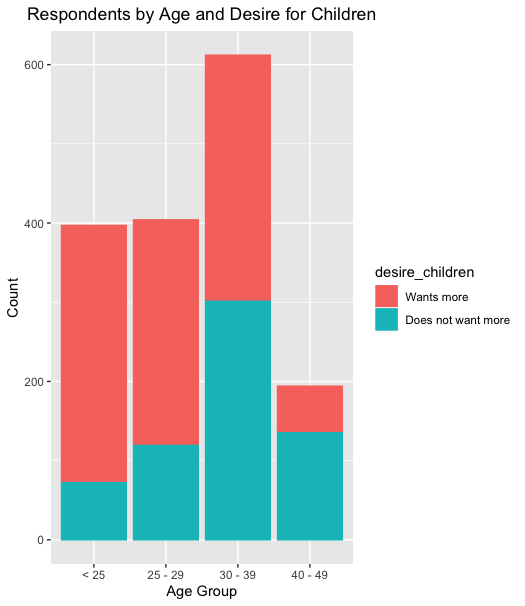 Respondents by Age and Desire for Children
600
400
200
0
Count
< 25
25 - 29
30 - 39
40 - 49
Age Group
desire_children
Wants more
Does not want more